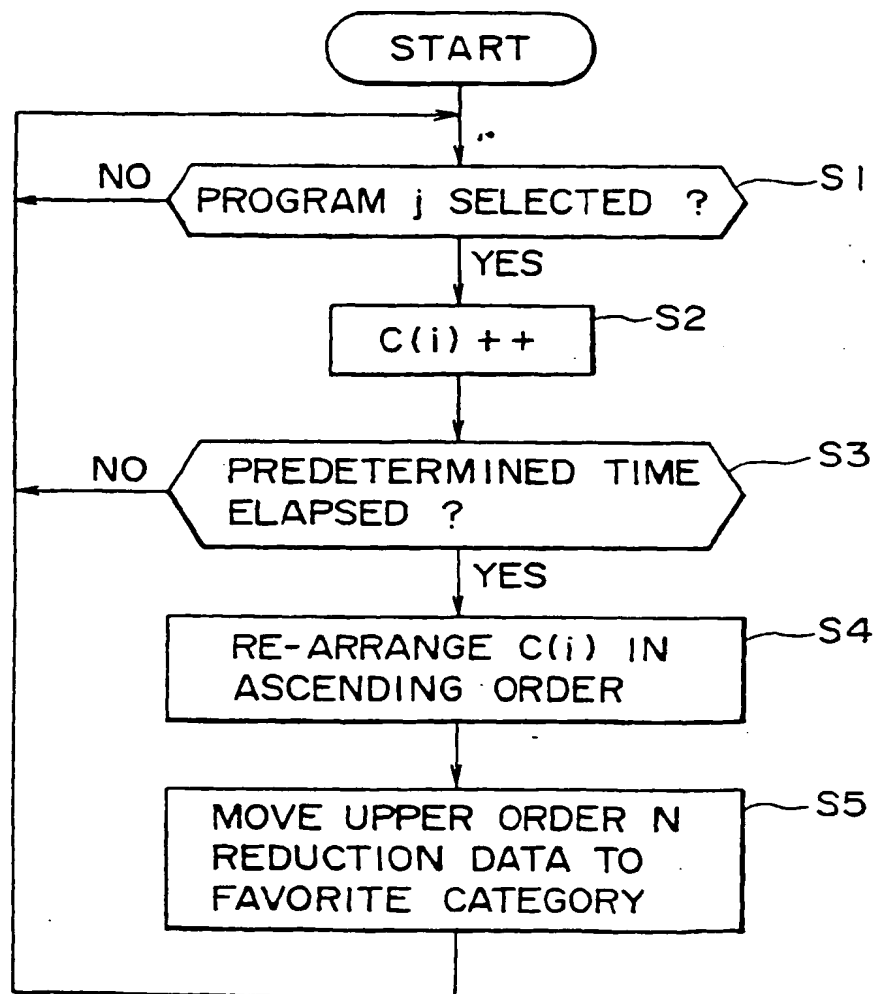 START
NO
PROGRAM j SELECTED ?
S1
YES
C(i) ++
S2
NO
PREDETERMINED TIME
ELAPSED ?
S3
YES
RE-ARRANGE C(i) IN
ASCENDING ORDER
S4
MOVE UPPER ORDER N
REDUCTION DATA TO
FAVORITE CATEGORY
S5